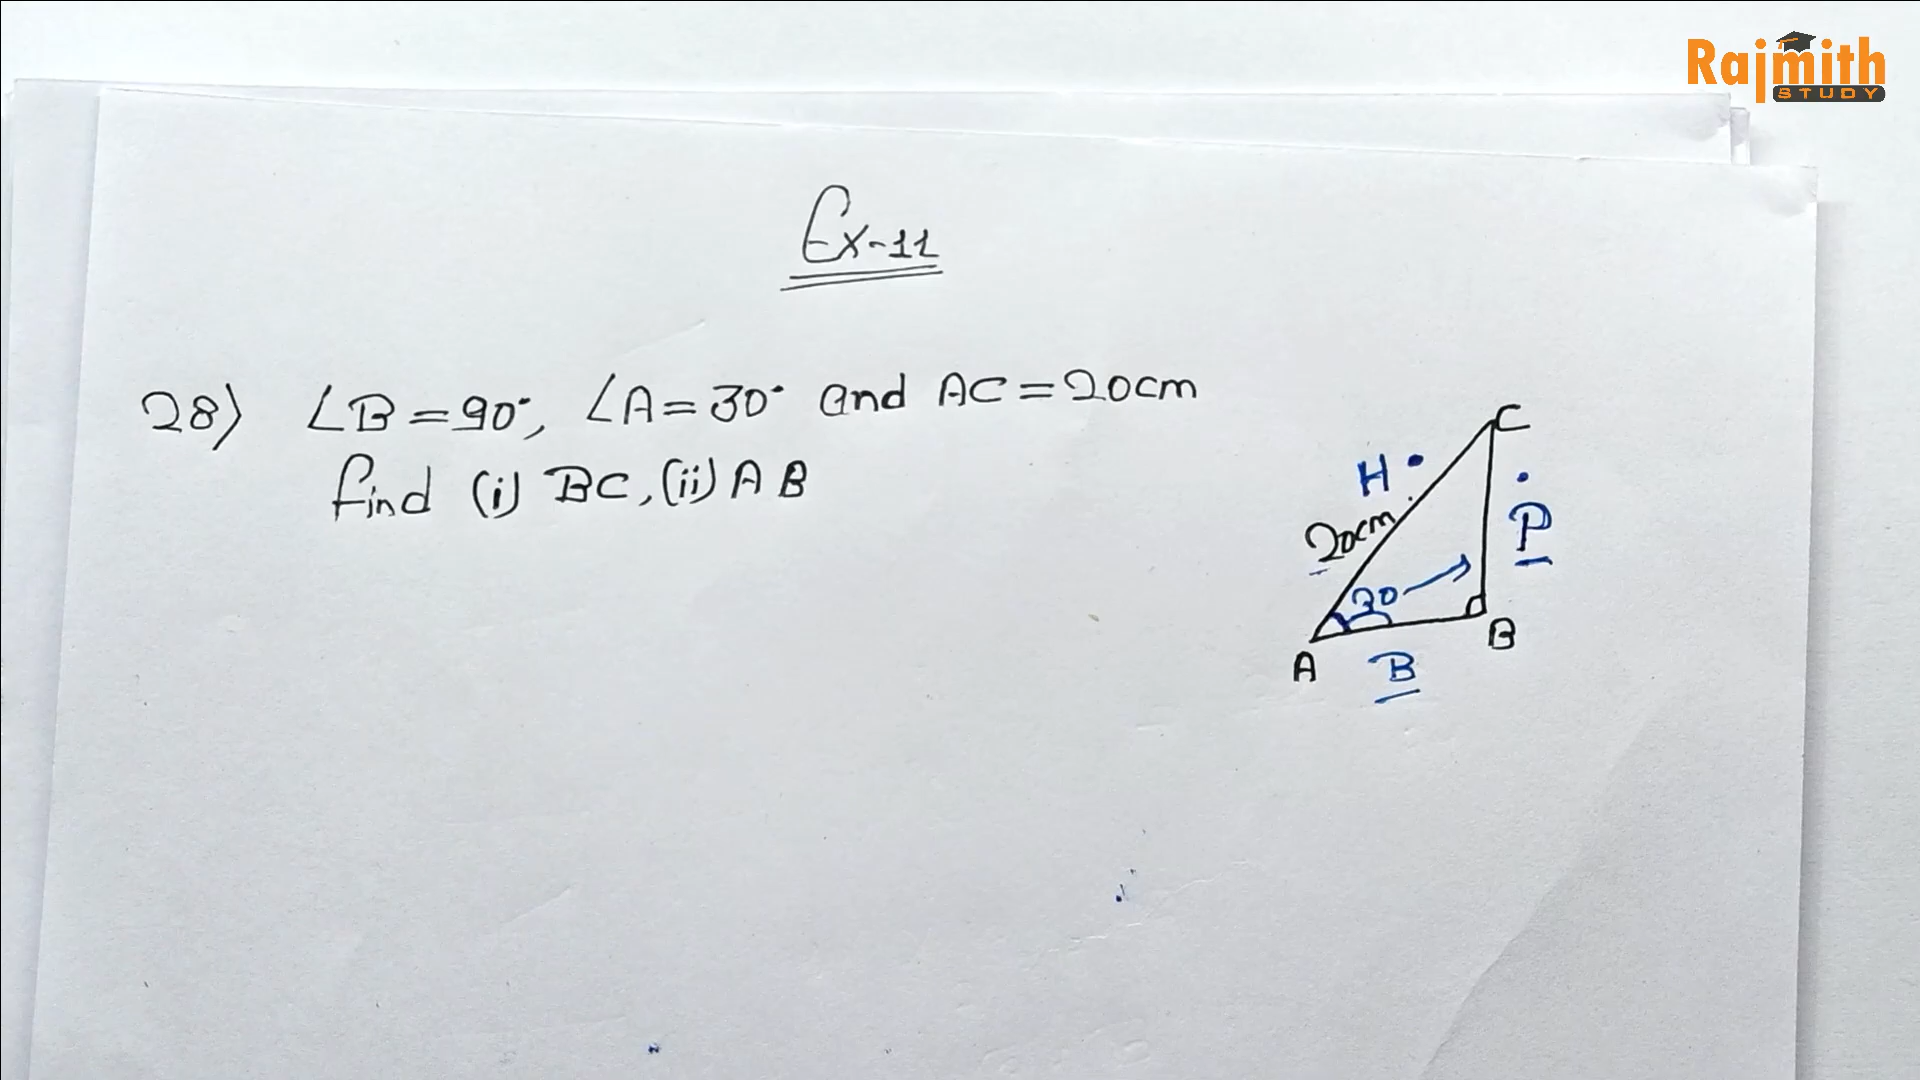 Rajmith
STUDY
Ex-11
28) ∠B=90°, ∠A=30° and AC=20cm
find (i) BC, (ii) AB
C
H
20cm
P
30
A
B
B